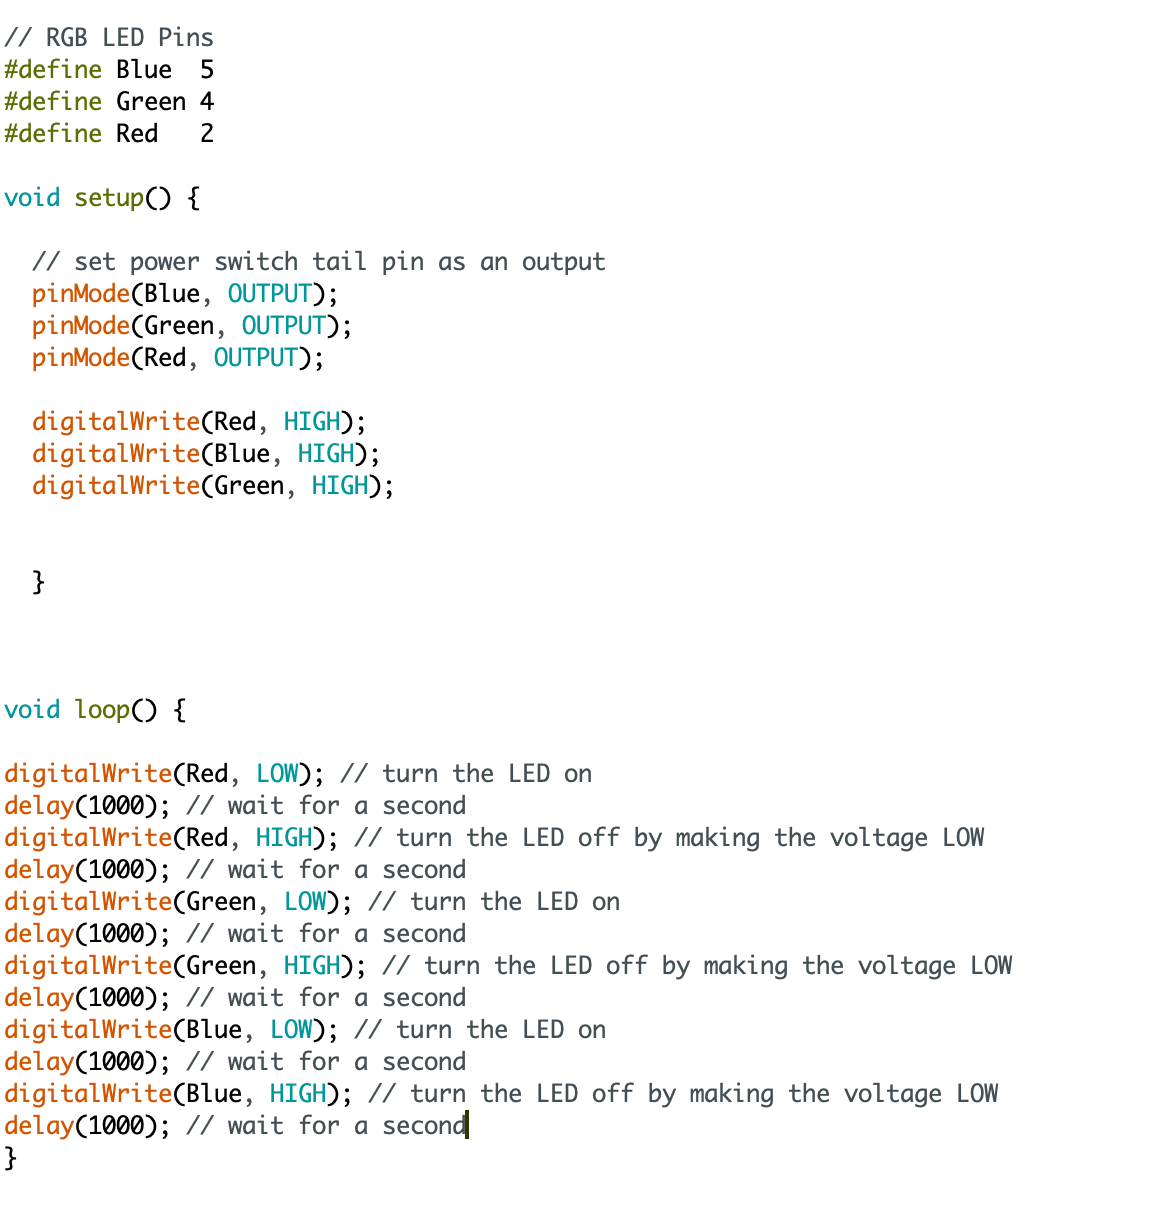 // RGB LED Pins
#define Blue  5
#define Green 4
#define Red   2
void setup() {
  // set power switch tail pin as an output
  pinMode(Blue, OUTPUT);
  pinMode(Green, OUTPUT);
  pinMode(Red, OUTPUT);
  digitalWrite(Red, HIGH);
  digitalWrite(Blue, HIGH);
  digitalWrite(Green, HIGH);
  }
void loop() {
digitalWrite(Red, LOW); // turn the LED on
delay(1000); // wait for a second
digitalWrite(Red, HIGH); // turn the LED off by making the voltage LOW
delay(1000); // wait for a second
digitalWrite(Green, LOW); // turn the LED on
delay(1000); // wait for a second
digitalWrite(Green, HIGH); // turn the LED off by making the voltage LOW
delay(1000); // wait for a second
digitalWrite(Blue, LOW); // turn the LED on
delay(1000); // wait for a second
digitalWrite(Blue, HIGH); // turn the LED off by making the voltage LOW
delay(1000); // wait for a second
}